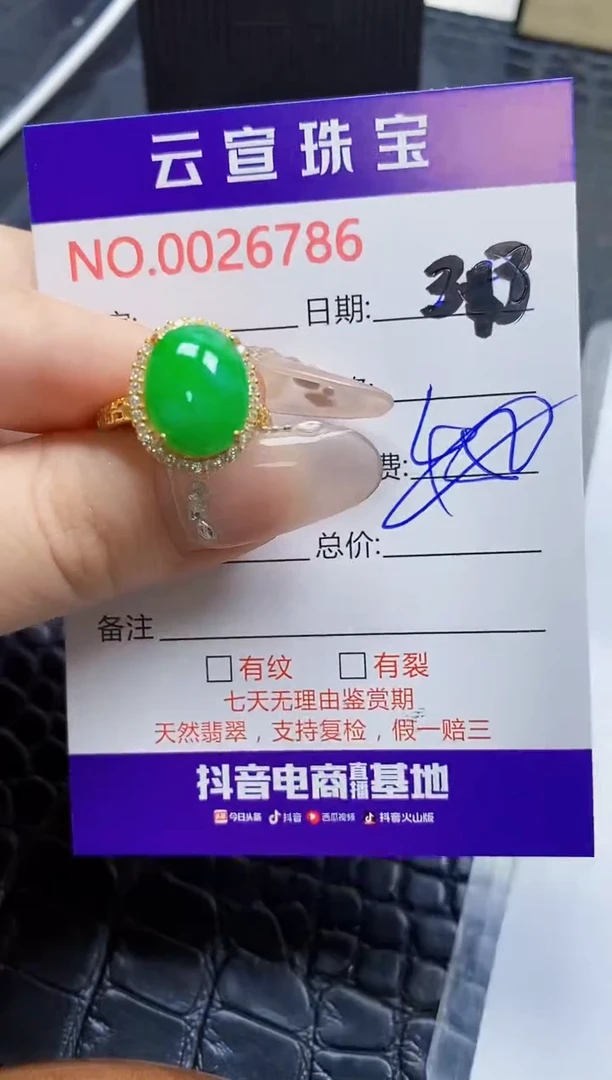 云宣珠宝
NO.0026786
日期:
费:
总价:
备注
有纹 有裂
七天无理由鉴赏期
天然翡翠，支持复检，假一赔三
抖音电商直播基地
头条 今日头条 抖音 西瓜视频 抖音火山版